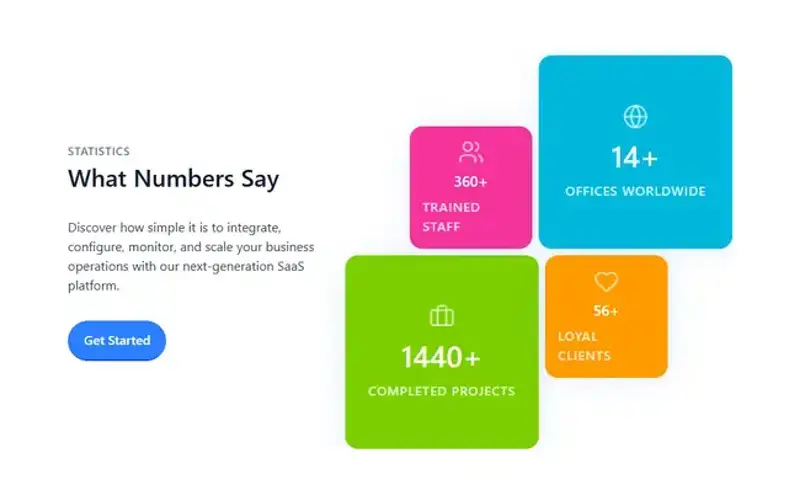 STATISTICS
What Numbers Say
Discover how simple it is to integrate,
configure, monitor, and scale your business
operations with our next-generation SaaS
platform.
Get Started
360+
TRAINED
STAFF
14+
OFFICES WORLDWIDE
1440+
COMPLETED PROJECTS
56+
LOYAL
CLIENTS